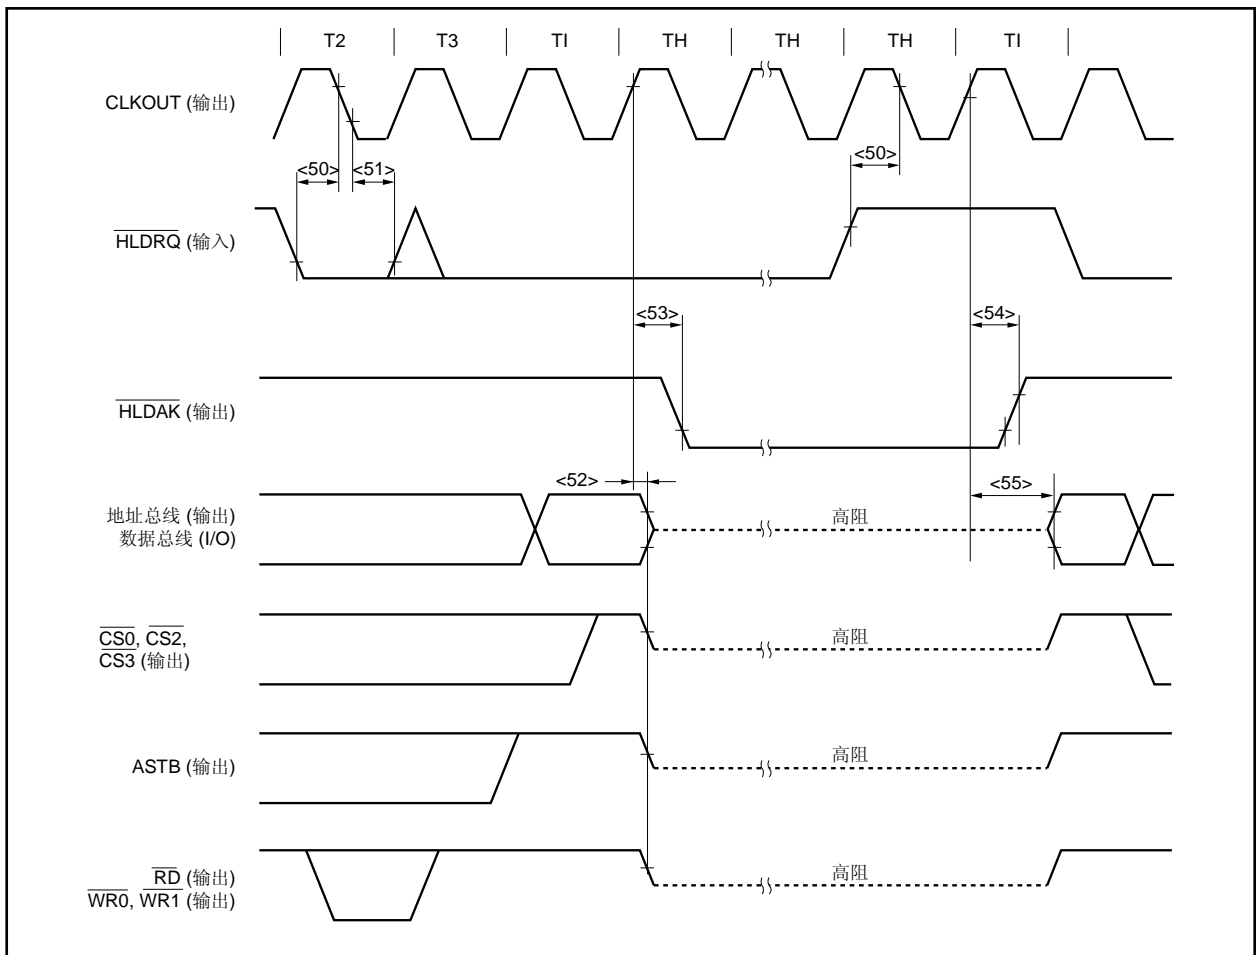 T2 T3 TI TH TH TH TI
CLKOUT (输出)
<50>
<50> <51>
HLDRQ (输入)
<53> <54>
HLDAK (输出)
<52> <55>
地址总线 (输出) 高阻
数据总线 (I/O)
CS0, CS2, 高阻
CS3 (输出)
ASTB (输出) 高阻
RD (输出) 高阻
WR0, WR1 (输出)